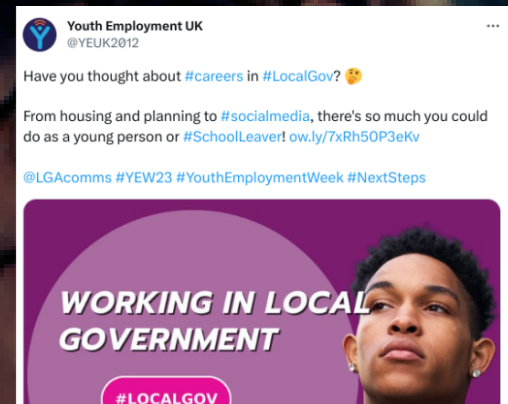 Youth Employment UK
@YEUK2012
Have you thought about #careers in #LocalGov? 🤔
From housing and planning to #socialmedia, there's so much you could
do as a young person or #SchoolLeaver! ow.ly/7xRh50P3eKv
@LGAcomms #YEW23 #YouthEmploymentWeek #NextSteps
WORKING IN LOCAL
GOVERNMENT
#LOCALGOV